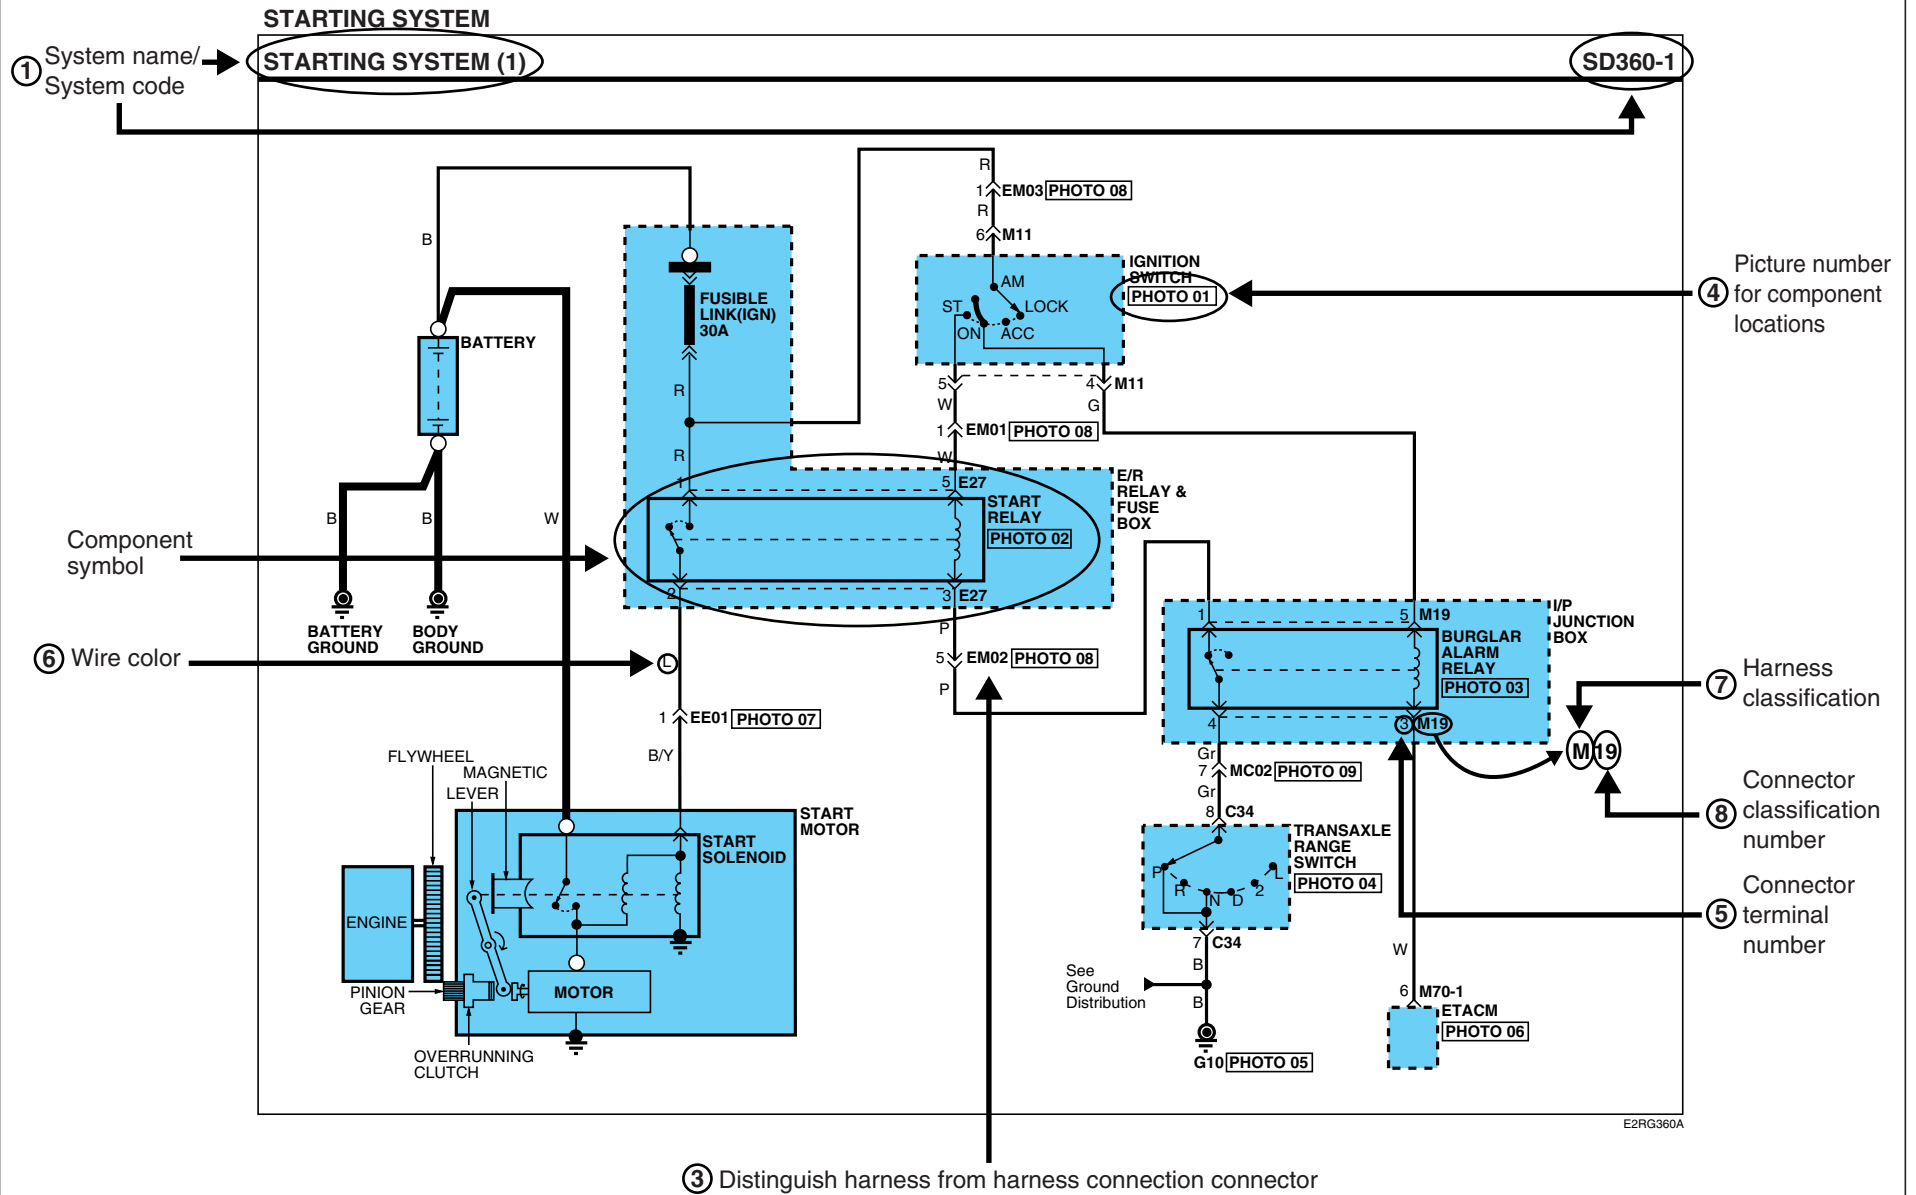 STARTING SYSTEM
STARTING SYSTEM (1)
SD360-1
1 System name/
System code
R
1 EM03 PHOTO 08
R
6 M11
B
IGNITION
SWITCH
PHOTO 01
AM
ST
LOCK
ON ACC
4 Picture number
for component
locations
FUSIBLE
LINK(IGN)
30A
BATTERY
R
5
4 M11
W
G
1 EM01 PHOTO 08
W
R
1
5 E27
START
RELAY
PHOTO 02
E/R
RELAY &
FUSE
BOX
B
B
W
Component
symbol
2
3 E27
BATTERY
GROUND
BODY
GROUND
P
5 EM02 PHOTO 08
P
6 Wire color
L
1 EE01 PHOTO 07
B/Y
1
5 M19
I/P
JUNCTION
BOX
BURGLAR
ALARM
RELAY
PHOTO 03
4
3 M19
7 Harness
classification
M 19
Gr
7 MC02 PHOTO 09
Gr
8 C34
8 Connector
classification
number
FLYWHEEL
MAGNETIC
LEVER
START
MOTOR
START
SOLENOID
ENGINE
PINION
GEAR
MOTOR
OVERRUNNING
CLUTCH
TRANSAXLE
RANGE
SWITCH
PHOTO 04
P
R
N
D
2
L
5 Connector
terminal
number
7 C34
B
See
Ground
Distribution
B
G10 PHOTO 05
W
6 M70-1
ETACM
PHOTO 06
E2RG360A
3 Distinguish harness from harness connection connector